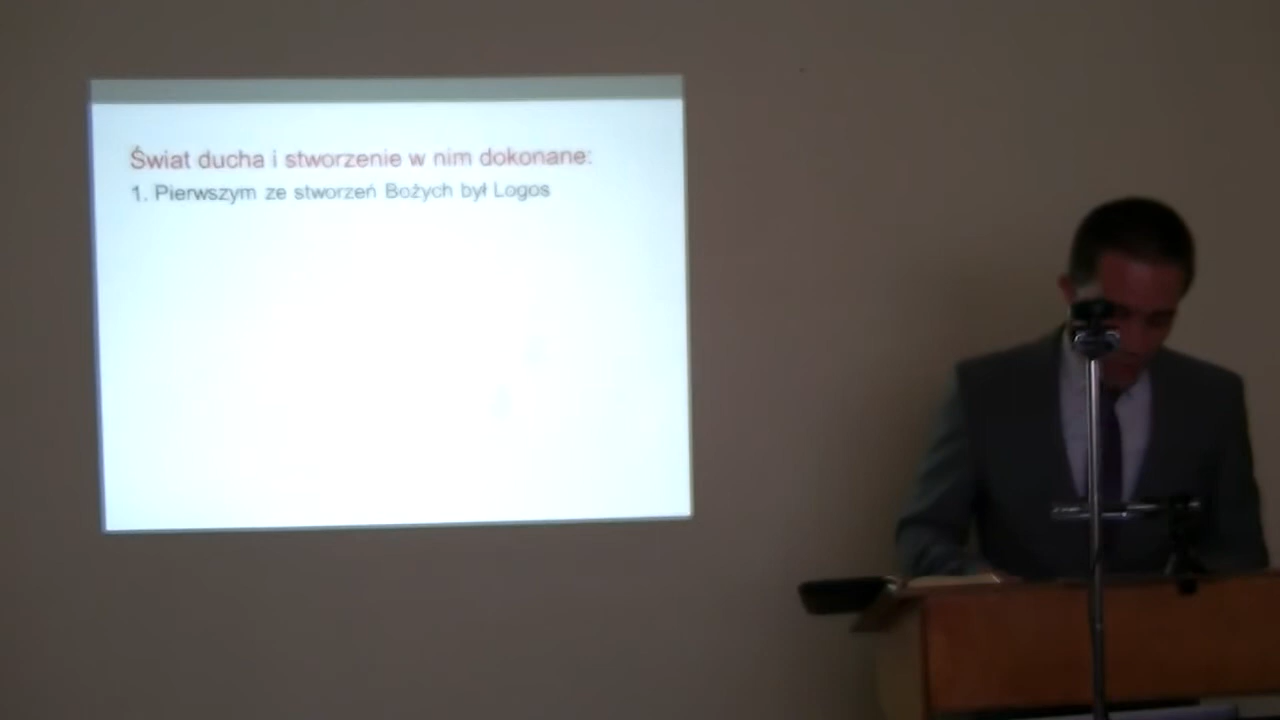 Świat ducha i stworzenie w nim dokonane:
1. Pierwszym ze stworzeń Bożych był Logos